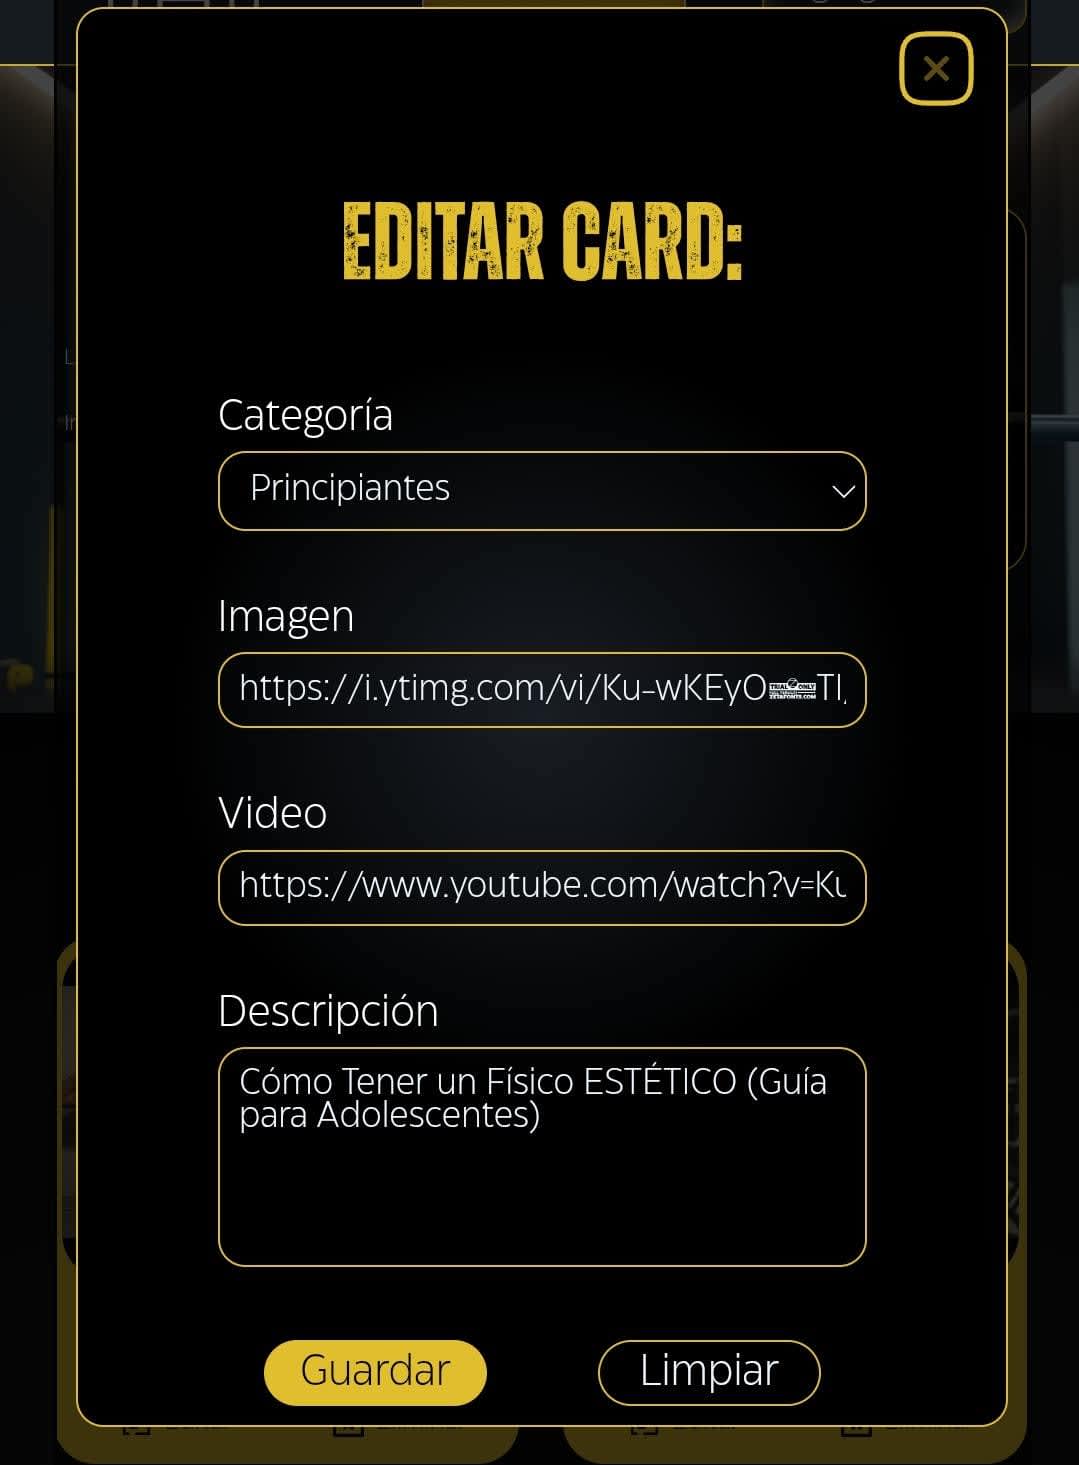 EDITAR CARD:
Categoría
Principiantes
Imagen
https://i.ytimg.com/vi/Ku-wKEyO TI
Video
https://www.youtube.com/watch?v=Ku
Descripción
Cómo Tener un Físico ESTÉTICO (Guía
para Adolescentes)
Guardar
Limpiar